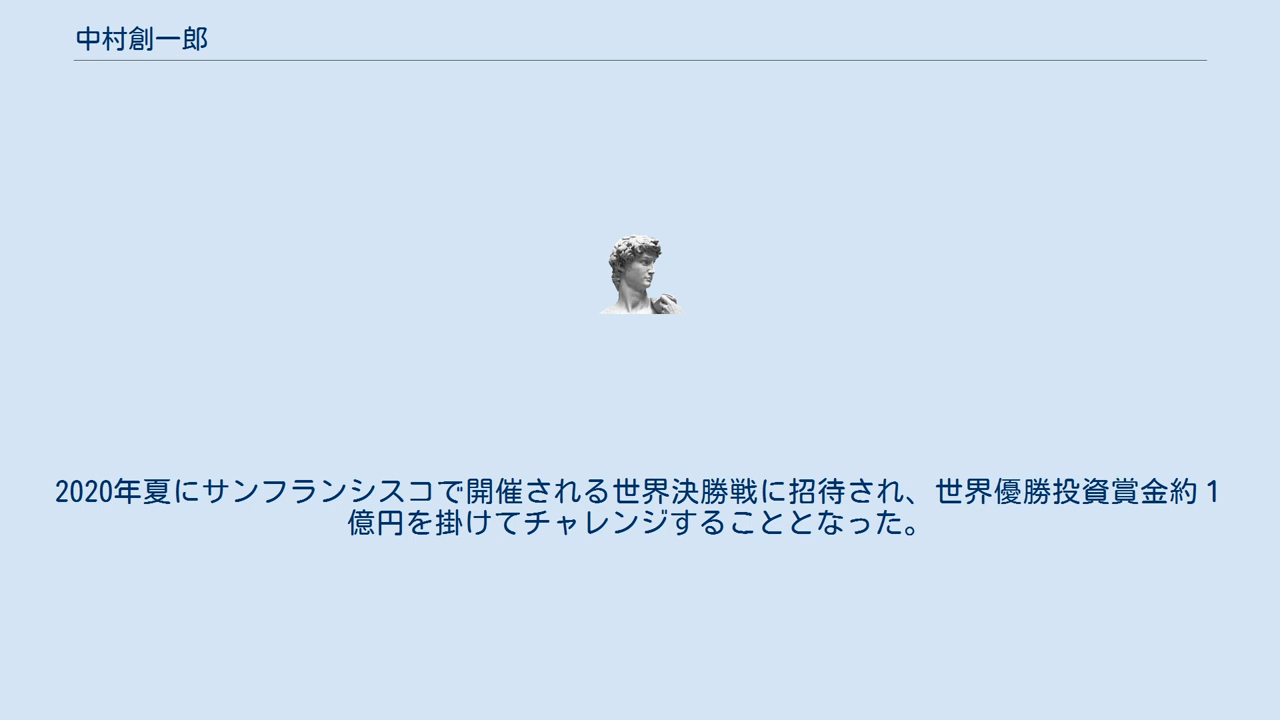 中村創一郎
2020年夏にサンフランシスコで開催される世界決勝戦に招待され、世界優勝投資賞金約１
億円を掛けてチャレンジすることとなった。